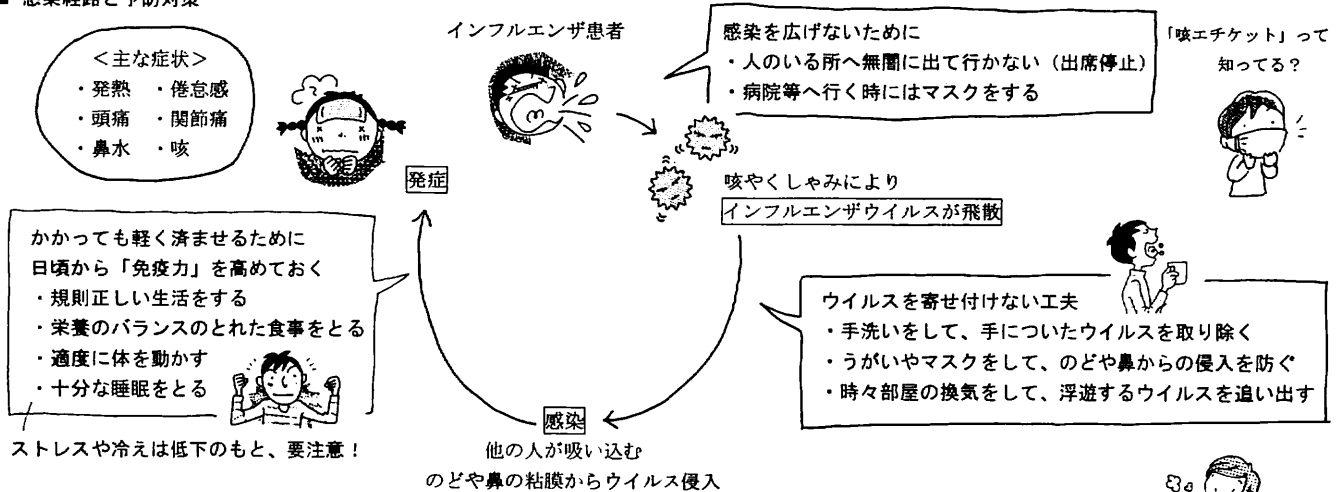 ■ 感染経路と予防対策
＜主な症状＞
・発熱 ・倦怠感
・頭痛 ・関節痛
・鼻水 ・咳
インフルエンザ患者
感染を広げないために
・人のいる所へ無闇に出て行かない（出席停止）
・病院等へ行く時にはマスクをする
「咳エチケット」って
知ってる？
発症
咳やくしゃみにより
インフルエンザウイルスが飛散
かかっても軽く済ませるために
日頃から「免疫力」を高めておく
・規則正しい生活をする
・栄養のバランスのとれた食事をとる
・適度に体を動かす
・十分な睡眠をとる
ストレスや冷えは低下のもと、要注意！
ウイルスを寄せ付けない工夫
・手洗いをして、手についたウイルスを取り除く
・うがいやマスクをして、のどや鼻からの侵入を防ぐ
・時々部屋の換気をして、浮遊するウイルスを追い出す
感染
他の人が吸い込む
のどや鼻の粘膜からウイルス侵入